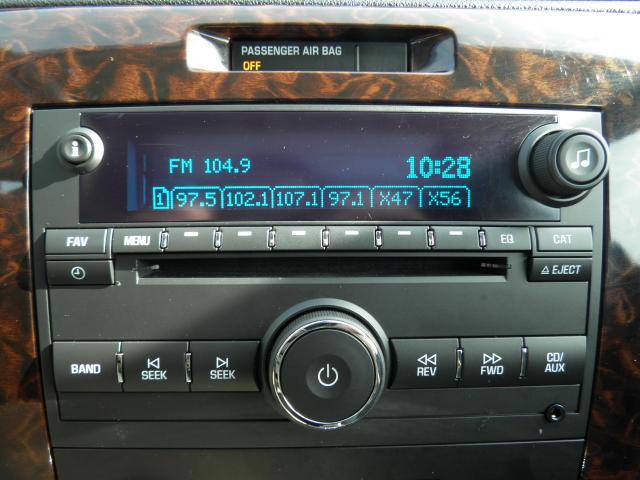 PASSENGER AIR BAG
OFF
FM 104.9 10:28
1 97.5 102.1 107.1 97.1 X47 X56
FAV MENU EQ CAT
EJECT
BAND SEEK SEEK REV FWD CD/AUX